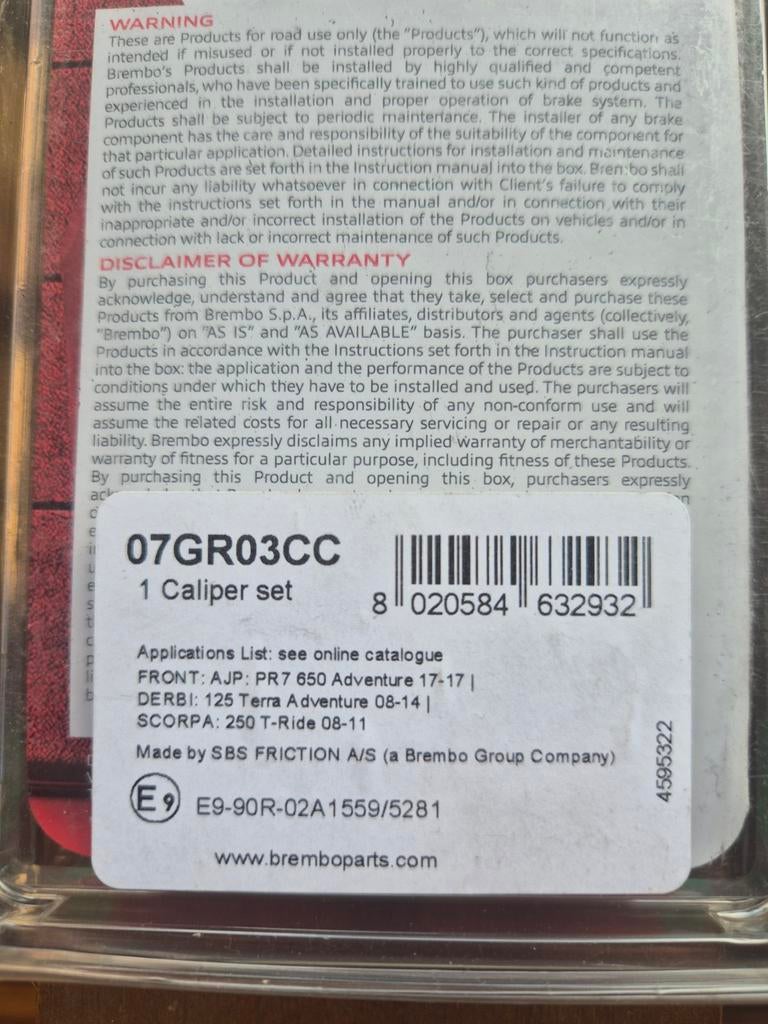 WARNING
These are Products for road use only (the "Products"), which will not function as
intended if misused or if not installed properly to the correct specifications.
Brembo's Products shall be installed by highly qualified and competent
professionals, who have been specifically trained to use such kind of products and
experienced in the installation and proper operation of brake system. The
Products shall be subject to periodic maintenance. The installer of any brake
component has the care and responsibility of the suitability of the component for
that particular application. Detailed instructions for installation and maintenance
of such Products are set forth in the Instruction manual into the box. Brembo shall
not incur any liability whatsoever in connection with Client's failure to comply
with the instructions set forth in the manual and/or in connection with their
inappropriate and/or incorrect installation of the Products on vehicles and/or in
connection with lack or incorrect maintenance of such Products.
DISCLAIMER OF WARRANTY
By purchasing this Product and opening this box purchasers expressly
acknowledge, understand and agree that they take, select and purchase these
Products from Brembo S.p.A., its affiliates, distributors and agents (collectively,
"Brembo") on "AS IS" and "AS AVAILABLE" basis. The purchaser shall use the
Products in accordance with the Instructions set forth in the Instruction manual
into the box: the application and the performance of the Products are subject to
conditions under which they have to be installed and used. The purchasers will
assume the entire risk and responsibility of any non-conform use and will
assume the related costs for all necessary servicing or repair or any resulting
liability. Brembo expressly disclaims any implied warranty of merchantability or
warranty of fitness for a particular purpose, including fitness of these Products.
By purchasing this Product and opening this box, purchasers expressly
07GR03CC
1 Caliper set
8 020584 632932
Applications List: see online catalogue
FRONT: AJP: PR7 650 Adventure 17-17 |
DERBI: 125 Terra Adventure 08-14 |
SCORPA: 250 T-Ride 08-11
Made by SBS FRICTION A/S (a Brembo Group Company)
4595322
E9 E9-90R-02A1559/5281
www.bremboparts.com